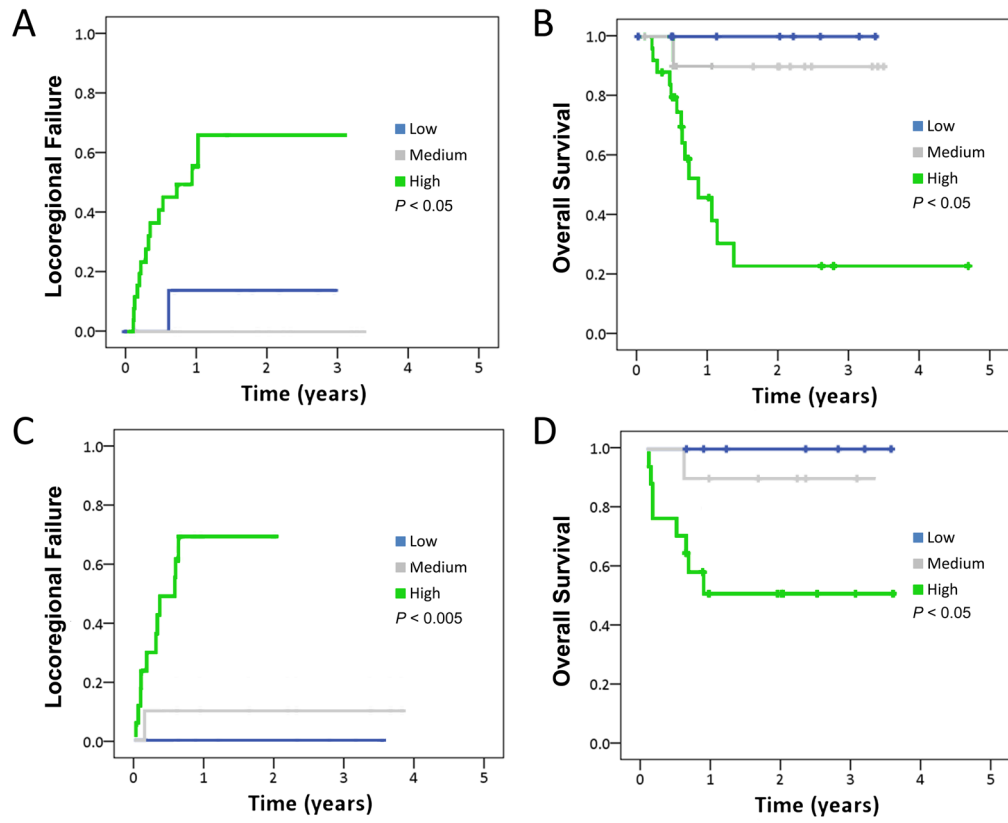 A
Locoregional Failure
1.0
0.8
0.6
0.4
0.2
0.0
Low
Medium
High
P < 0.05
0 1 2 3 4 5
Time (years)
B
Overall Survival
1.0
0.8
0.6
0.4
0.2
0.0
Low
Medium
High
P < 0.05
0 1 2 3 4 5
Time (years)
C
Locoregional Failure
1.0
0.8
0.6
0.4
0.2
0.0
Low
Medium
High
P < 0.005
0 1 2 3 4 5
Time (years)
D
Overall Survival
1.0
0.8
0.6
0.4
0.2
0.0
Low
Medium
High
P < 0.05
0 1 2 3 4 5
Time (years)